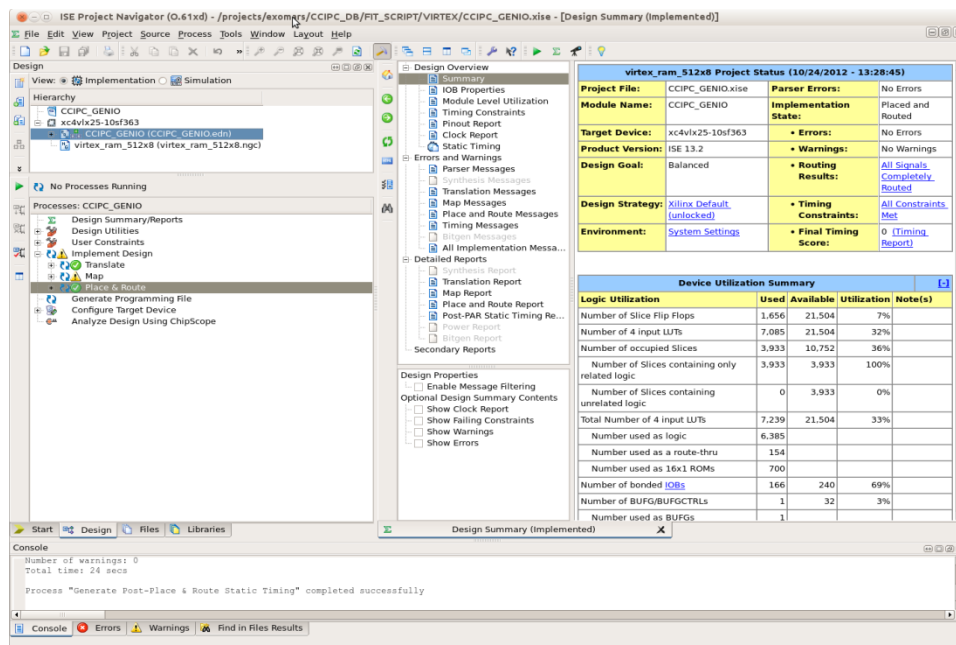 ISE Project Navigator (O.61xd) - /projects/exomars/CCIPC_DB/FIT_SCRIPT/VIRTEX/CCIPC_GENIO.xise - [Design Summary (Implemented)]
File Edit View Project Source Process Tools Window Layout Help
Design
View: Implementation Simulation
Hierarchy
CCIPC_GENIO
xc4vlx25-10sf363
CCIPC_GENIO (CCIPC_GENIO.edn)
virtex_ram_512x8 (virtex_ram_512x8.ngc)
No Processes Running
Processes: CCIPC_GENIO
Design Summary/Reports
Design Utilities
User Constraints
Implement Design
Translate
Map
Place & Route
Generate Programming File
Configure Target Device
Analyze Design Using ChipScope
Start Design Files Libraries
Design Overview
Summary
IOB Properties
Module Level Utilization
Timing Constraints
Pinout Report
Clock Report
Static Timing
Errors and Warnings
Parser Messages
Synthesis Messages
Translation Messages
Map Messages
Place and Route Messages
Timing Messages
Bitgen Messages
All Implementation Messa...
Detailed Reports
Synthesis Report
Translation Report
Map Report
Place and Route Report
Post-PAR Static Timing Re...
Power Report
Bitgen Report
Secondary Reports
Design Properties
Enable Message Filtering
Optional Design Summary Contents
Show Clock Report
Show Failing Constraints
Show Warnings
Show Errors
virtex_ram_512x8 Project Status (10/24/2012 - 13:28:45)
Project File: CCIPC_GENIO.xise Parser Errors: No Errors
Module Name: CCIPC_GENIO Implementation State: Placed and Routed
Target Device: xc4vlx25-10sf363 • Errors: No Errors
Product Version: ISE 13.2 • Warnings: No Warnings
Design Goal: Balanced • Routing Results: All Signals Completely Routed
Design Strategy: Xilinx Default (unlocked) • Timing Constraints: All Constraints Met
Environment: System Settings • Final Timing Score: 0 (Timing Report)
Device Utilization Summary [-]
Logic Utilization Used Available Utilization Note(s)
Number of Slice Flip Flops 1,656 21,504 7%
Number of 4 input LUTs 7,085 21,504 32%
Number of occupied Slices 3,933 10,752 36%
Number of Slices containing only related logic 3,933 3,933 100%
Number of Slices containing unrelated logic 0 3,933 0%
Total Number of 4 input LUTs 7,239 21,504 33%
Number used as logic 6,385
Number used as a route-thru 154
Number used as 16x1 ROMs 700
Number of bonded IOBs 166 240 69%
Number of BUFG/BUFGCTRLs 1 32 3%
Number used as BUFGs 1
Design Summary (Implemented)
Console
Number of warnings: 0
Total time: 24 secs
Process "Generate Post-Place & Route Static Timing" completed successfully
Console Errors Warnings Find in Files Results